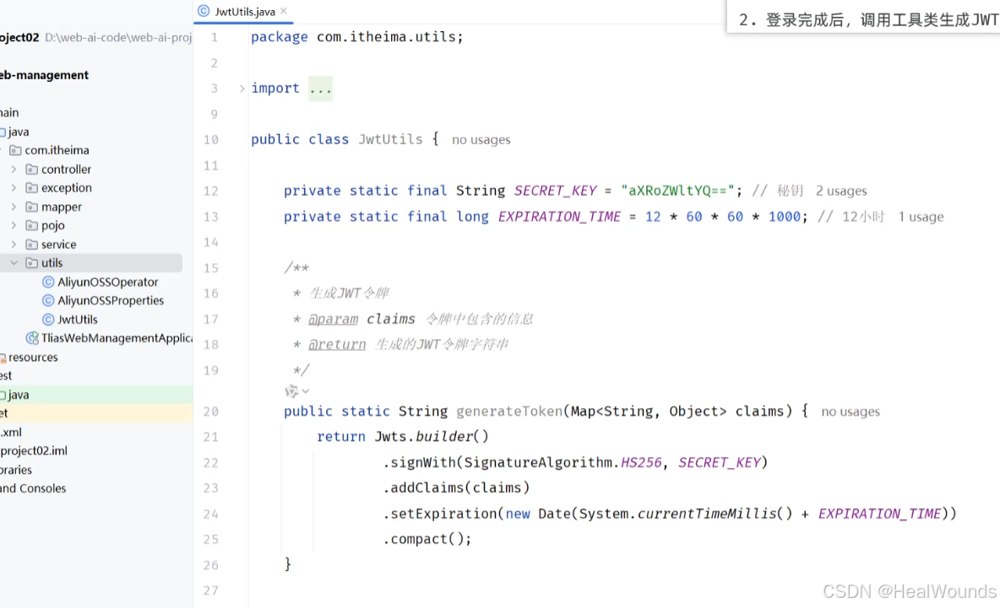 JwtUtils.java
2. 登录完成后，调用工具类生成JWT
oject02 D:\web-ai-code\web-ai-proj
eb-management
ain
java
com.itheima
controller
exception
mapper
pojo
service
utils
AliyunOSSOperator
AliyunOSSProperties
JwtUtils
TliasWebManagementApplica
resources
est
java
et
.xml
project02.iml
oraries
and Consoles
1 package com.itheima.utils;
2
3 import ...
9
10 public class JwtUtils { no usages
11
12 private static final String SECRET_KEY = "aXRoZWltYQ=="; // 秘钥 2 usages
13 private static final long EXPIRATION_TIME = 12 * 60 * 60 * 1000; // 12小时 1 usage
14
15 /**
16 * 生成JWT令牌
17 * @param claims 令牌中包含的信息
18 * @return 生成的JWT令牌字符串
19 */
20 public static String generateToken(Map<String, Object> claims) { no usages
21 return Jwts.builder()
22 .signWith(SignatureAlgorithm.HS256, SECRET_KEY)
23 .addClaims(claims)
24 .setExpiration(new Date(System.currentTimeMillis() + EXPIRATION_TIME))
25 .compact();
26 }
27
CSDN @HealWounds